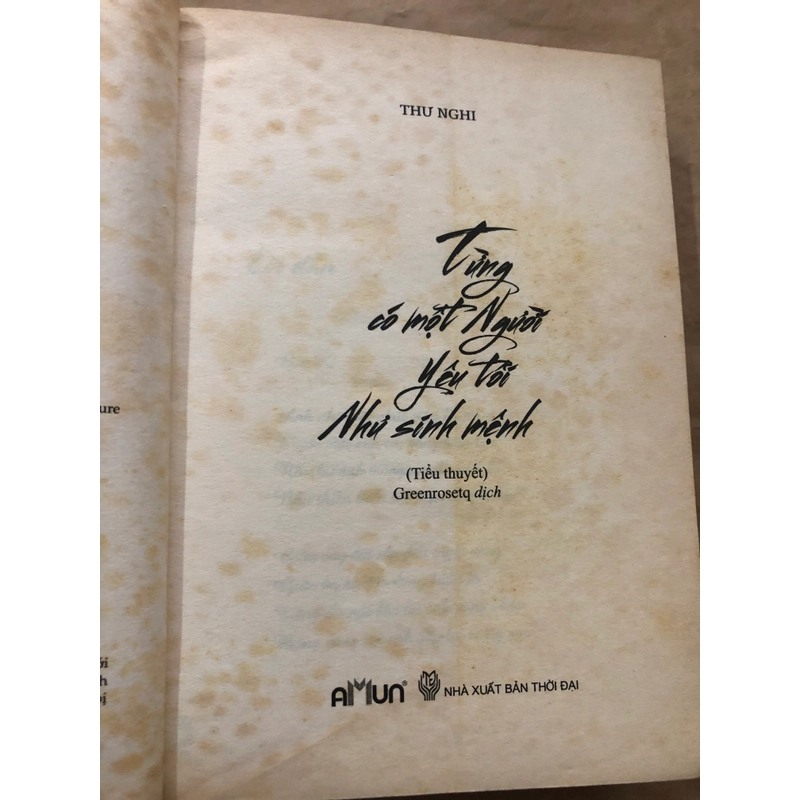 THƯ NGHI
Từng
có một Người
Yêu tôi
Như sinh mệnh
(Tiểu thuyết)
Greenrosetq dịch
AMUN® NHÀ XUẤT BẢN THỜI ĐẠI
ure